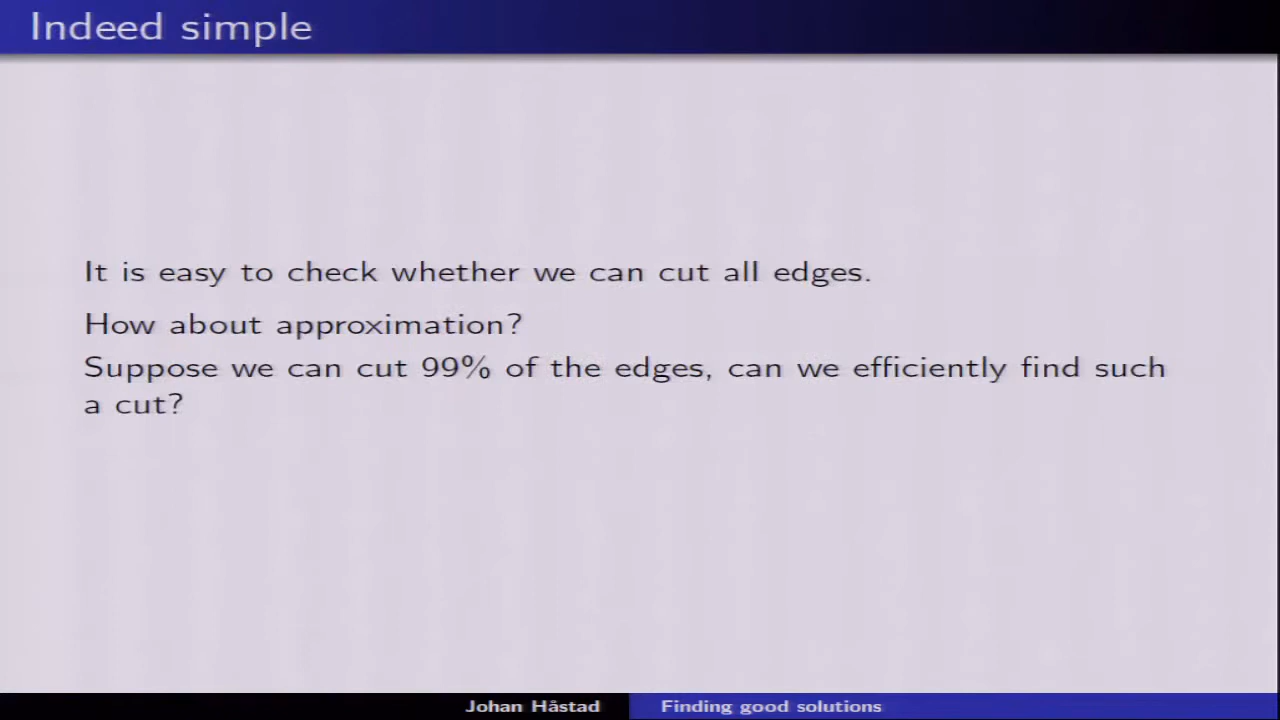 Indeed simple
It is easy to check whether we can cut all edges.
How about approximation?
Suppose we can cut 99% of the edges, can we efficiently find such
a cut?
Johan Håstad
Finding good solutions